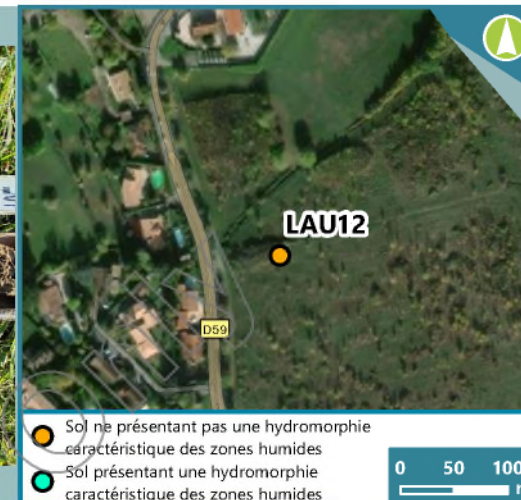 LAU12
D59
Sol ne présentant pas une hydromorphie
caractéristique des zones humides
Sol présentant une hydromorphie
caractéristique des zones humides
0 50 100